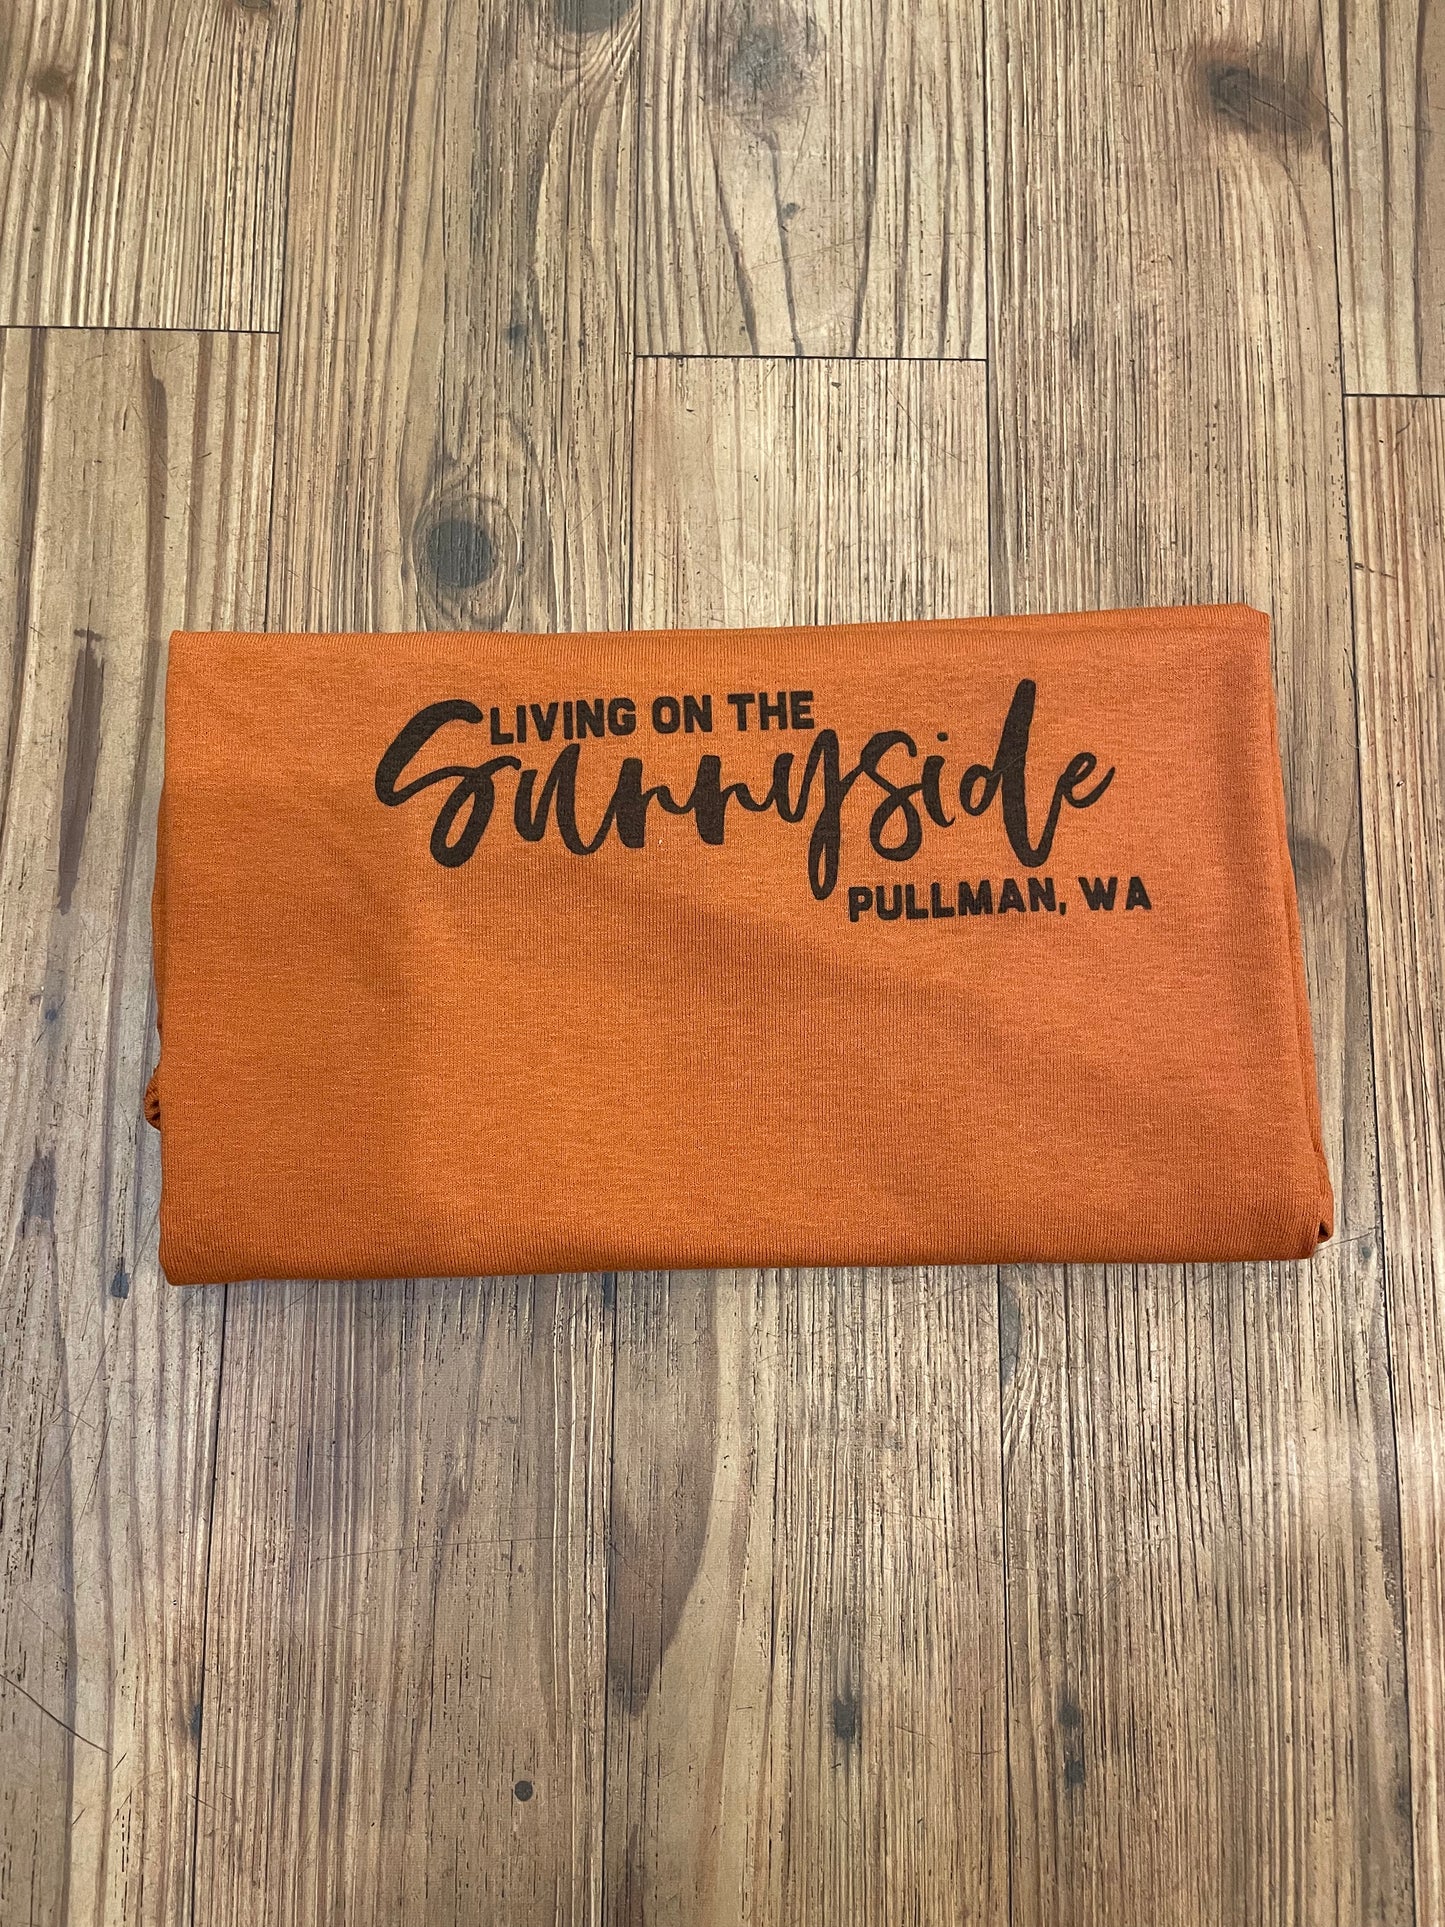 LIVING ON THE
Sunnyside
PULLMAN, WA